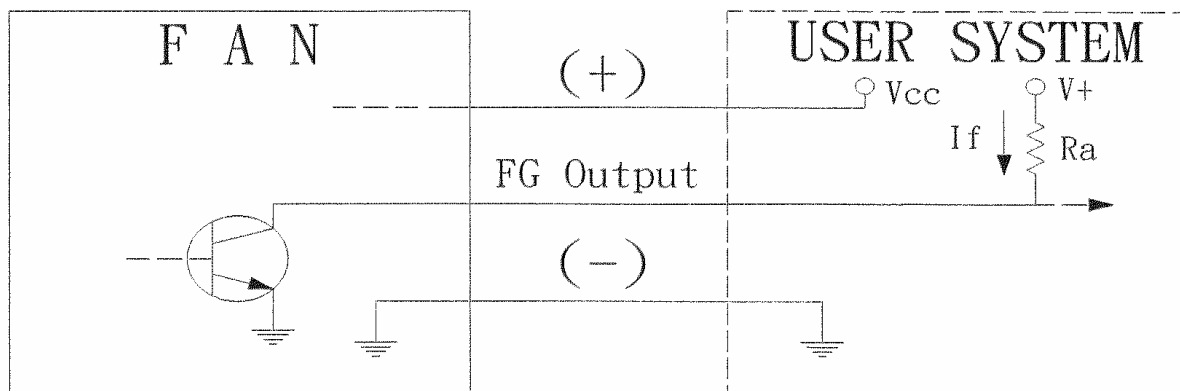 F A N
USER SYSTEM
(+)
Vcc
V+
If
Ra
FG Output
(-)